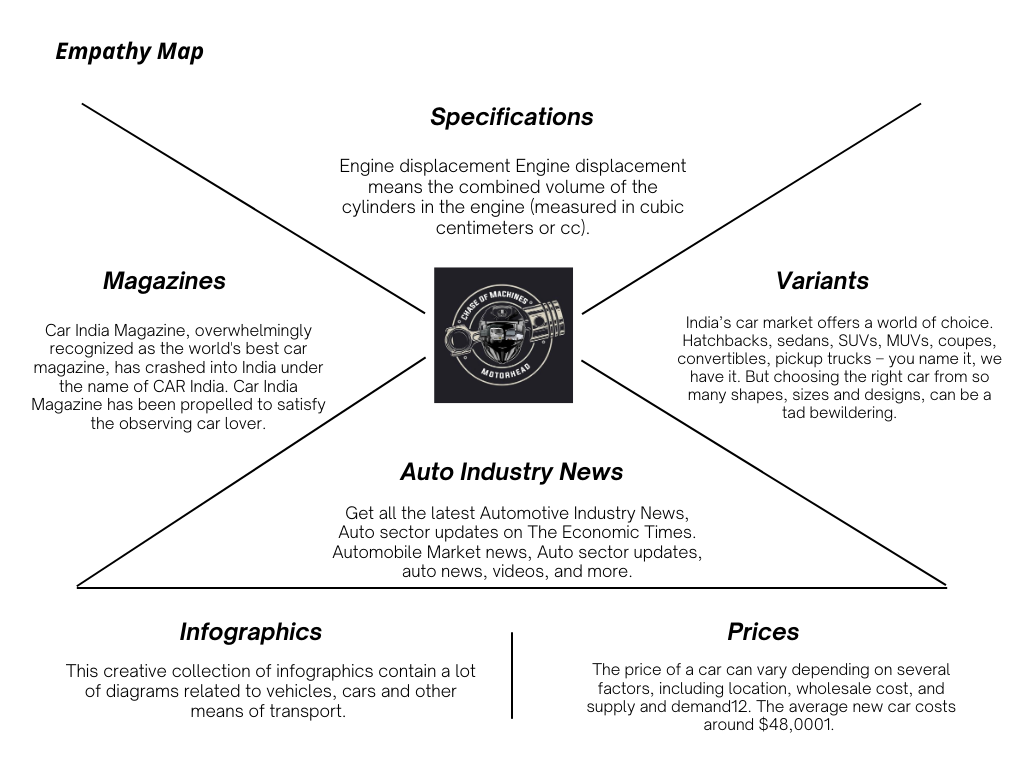 Empathy Map
Specifications
Engine displacement Engine displacement
means the combined volume of the
cylinders in the engine (measured in cubic
centimeters or cc).
Magazines
Car India Magazine, overwhelmingly
recognized as the world's best car
magazine, has crashed into India under
the name of CAR India. Car India
Magazine has been propelled to satisfy
the observing car lover.
CHASE OF MACHINES
MOTORHEAD
Variants
India’s car market offers a world of choice.
Hatchbacks, sedans, SUVs, MUVs, coupes,
convertibles, pickup trucks – you name it, we
have it. But choosing the right car from so
many shapes, sizes and designs, can be a
tad bewildering.
Auto Industry News
Get all the latest Automotive Industry News,
Auto sector updates on The Economic Times.
Automobile Market news, Auto sector updates,
auto news, videos, and more.
Infographics
This creative collection of infographics contain a lot
of diagrams related to vehicles, cars and other
means of transport.
Prices
The price of a car can vary depending on several
factors, including location, wholesale cost, and
supply and demand12. The average new car costs
around $48,0001.